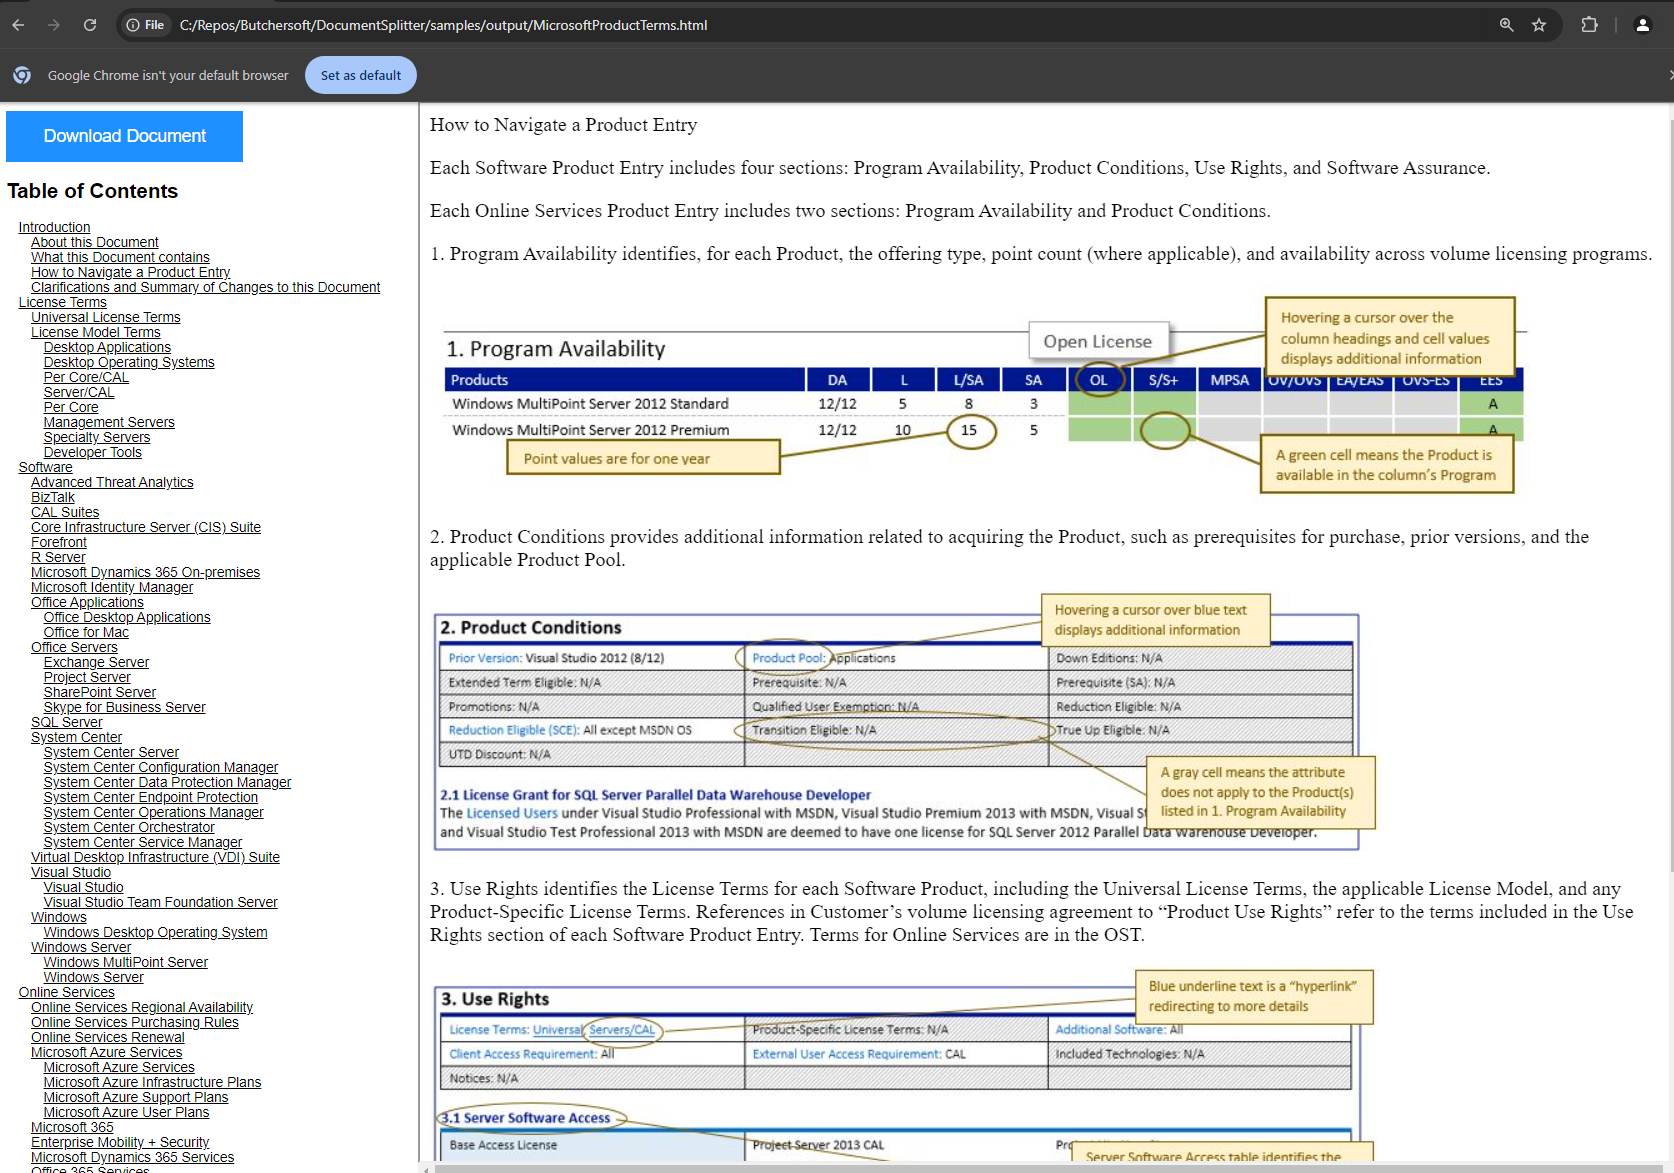 File C:/Repos/Butchersoft/DocumentSplitter/samples/output/MicrosoftProductTerms.html
Google Chrome isn't your default browser Set as default
Download Document
Table of Contents
Introduction
About this Document
What this Document contains
How to Navigate a Product Entry
Clarifications and Summary of Changes to this Document
License Terms
Universal License Terms
License Model Terms
Desktop Applications
Desktop Operating Systems
Per Core/CAL
Server/CAL
Per Core
Management Servers
Specialty Servers
Developer Tools
Software
Advanced Threat Analytics
BizTalk
CAL Suites
Core Infrastructure Server (CIS) Suite
Forefront
R Server
Microsoft Dynamics 365 On-premises
Microsoft Identity Manager
Office Applications
Office Desktop Applications
Office for Mac
Office Servers
Exchange Server
Project Server
SharePoint Server
Skype for Business Server
SQL Server
System Center
System Center Server
System Center Configuration Manager
System Center Data Protection Manager
System Center Endpoint Protection
System Center Operations Manager
System Center Orchestrator
System Center Service Manager
Virtual Desktop Infrastructure (VDI) Suite
Visual Studio
Visual Studio
Visual Studio Team Foundation Server
Windows
Windows Desktop Operating System
Windows Server
Windows MultiPoint Server
Windows Server
Online Services
Online Services Regional Availability
Online Services Purchasing Rules
Online Services Renewal
Microsoft Azure Services
Microsoft Azure Services
Microsoft Azure Infrastructure Plans
Microsoft Azure Support Plans
Microsoft Azure User Plans
Microsoft 365
Enterprise Mobility + Security
Microsoft Dynamics 365 Services
Office 365 Services
How to Navigate a Product Entry
Each Software Product Entry includes four sections: Program Availability, Product Conditions, Use Rights, and Software Assurance.
Each Online Services Product Entry includes two sections: Program Availability and Product Conditions.
1. Program Availability identifies, for each Product, the offering type, point count (where applicable), and availability across volume licensing programs.
Hovering a cursor over the
column headings and cell values
displays additional information
Open License
1. Program Availability
Products DA L L/SA SA OL S/S+ MPSA OV/OVS EA/EAS OVS-ES EES
Windows MultiPoint Server 2012 Standard 12/12 5 8 3 A
Windows MultiPoint Server 2012 Premium 12/12 10 15 5 A
Point values are for one year
A green cell means the Product is
available in the column's Program
2. Product Conditions provides additional information related to acquiring the Product, such as prerequisites for purchase, prior versions, and the
applicable Product Pool.
Hovering a cursor over blue text
displays additional information
2. Product Conditions
Prior Version: Visual Studio 2012 (8/12) Product Pool: Applications Down Editions: N/A
Extended Term Eligible: N/A Prerequisite: N/A Prerequisite (SA): N/A
Promotions: N/A Qualified User Exemption: N/A Reduction Eligible: N/A
Reduction Eligible (SCE): All except MSDN OS Transition Eligible: N/A True Up Eligible: N/A
UTD Discount: N/A
A gray cell means the attribute
does not apply to the Product(s)
listed in 1. Program Availability
2.1 License Grant for SQL Server Parallel Data Warehouse Developer
The Licensed Users under Visual Studio Professional with MSDN, Visual Studio Premium 2013 with MSDN, Visual St
and Visual Studio Test Professional 2013 with MSDN are deemed to have one license for SQL Server 2012 Parallel Data Warehouse Developer.
3. Use Rights identifies the License Terms for each Software Product, including the Universal License Terms, the applicable License Model, and any
Product-Specific License Terms. References in Customer’s volume licensing agreement to “Product Use Rights” refer to the terms included in the Use
Rights section of each Software Product Entry. Terms for Online Services are in the OST.
Blue underline text is a “hyperlink”
redirecting to more details
3. Use Rights
License Terms: Universal, Servers/CAL Product-Specific License Terms: N/A Additional Software: All
Client Access Requirement: All External User Access Requirement: CAL Included Technologies: N/A
Notices: N/A
3.1 Server Software Access
Base Access License Project Server 2013 CAL
Server Software Access table identifies the